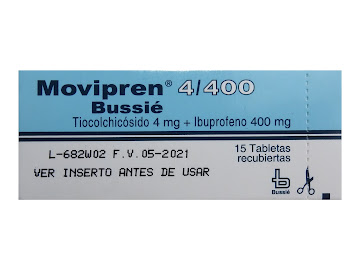 Movipren® 4/400
Bussié
Tiocolchicósido 4 mg + Ibuprofeno 400 mg
L-682W02 F.V.05-2021
VER INSERTO ANTES DE USAR
15 Tabletas
recubiertas
b
Bussié